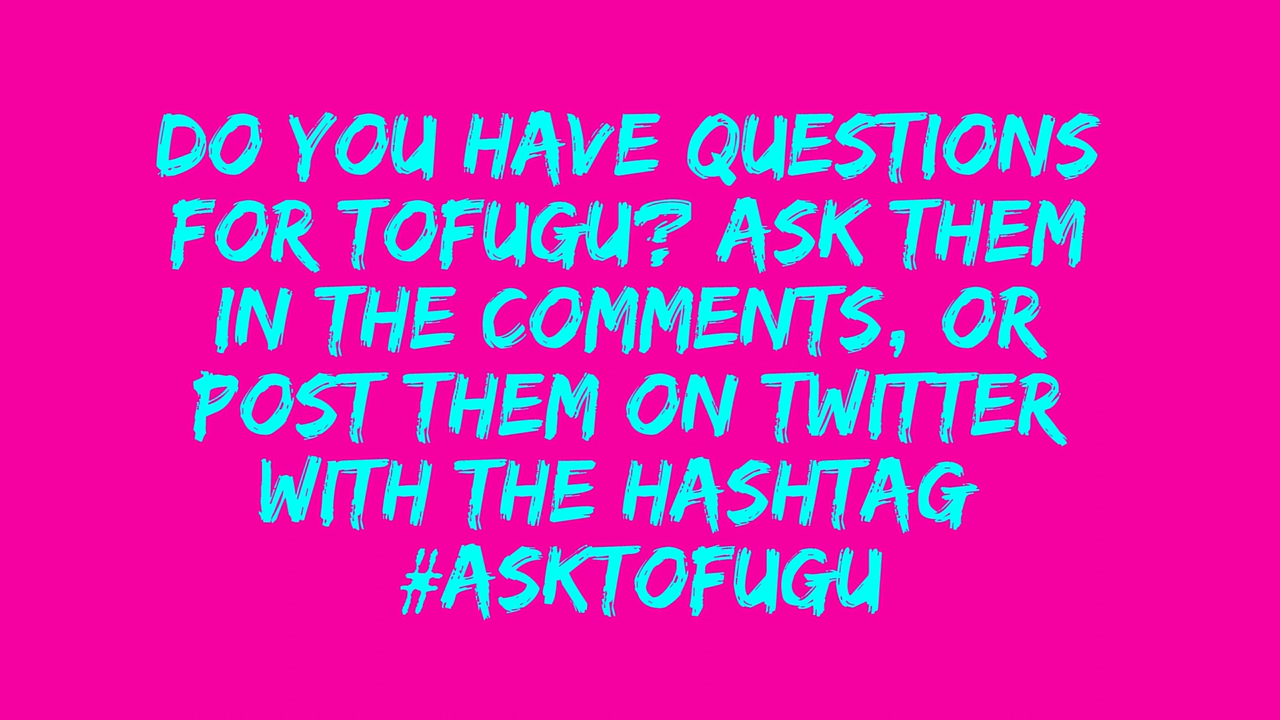 DO YOU HAVE QUESTIONS
FOR TOFUGU? ASK THEM
IN THE COMMENTS, OR
POST THEM ON TWITTER
WITH THE HASHTAG
#ASKTOFUGU